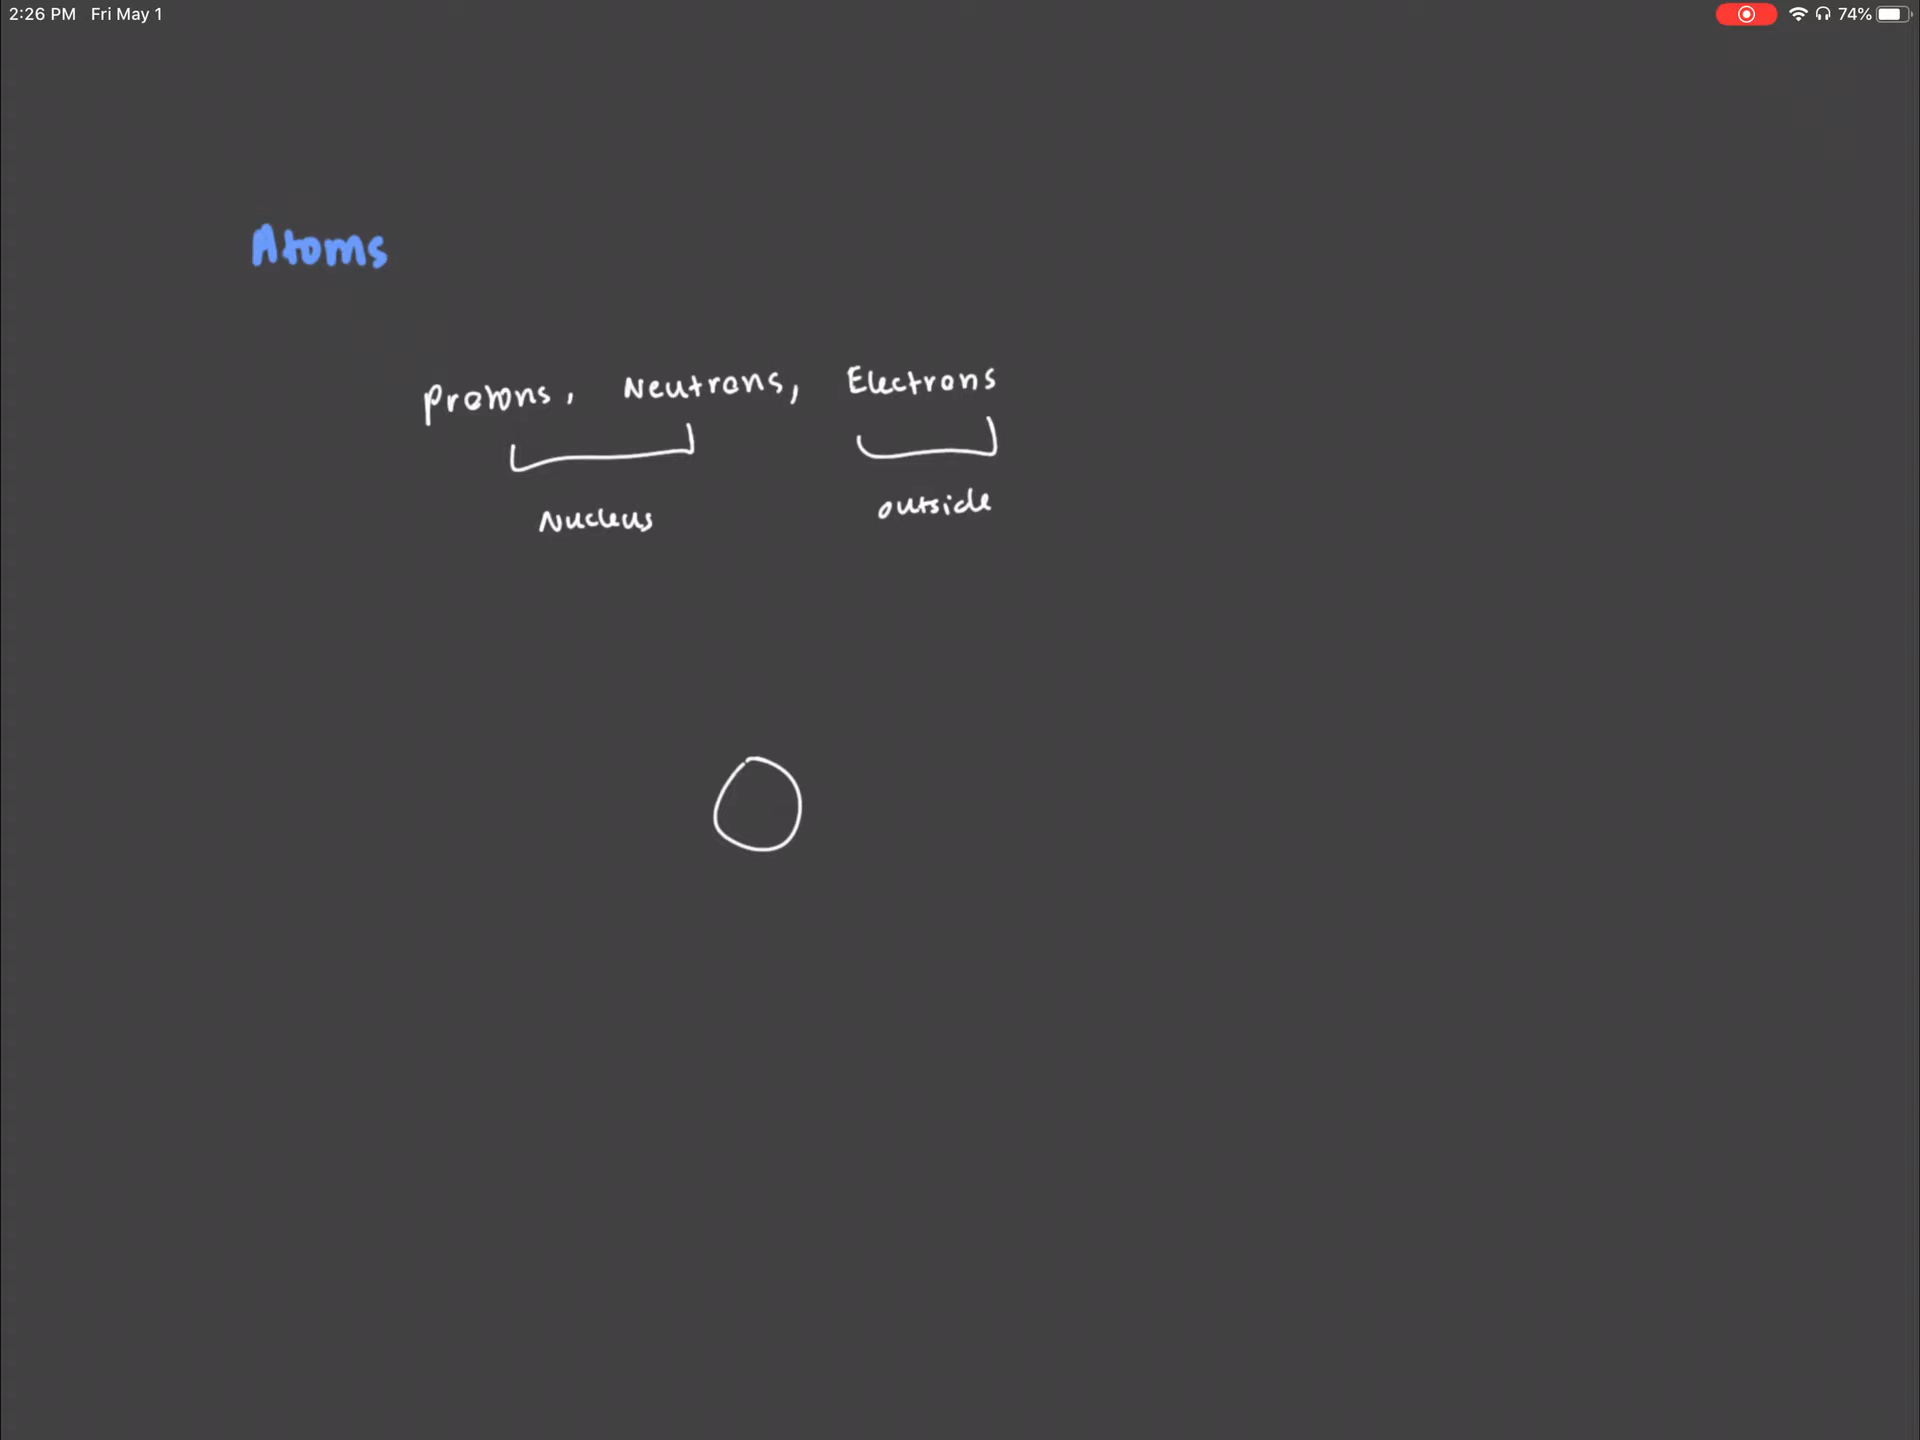 2:26 PM Fri May 1 74%
Atoms
Protons, Neutrons, Electrons
Nucleus outside